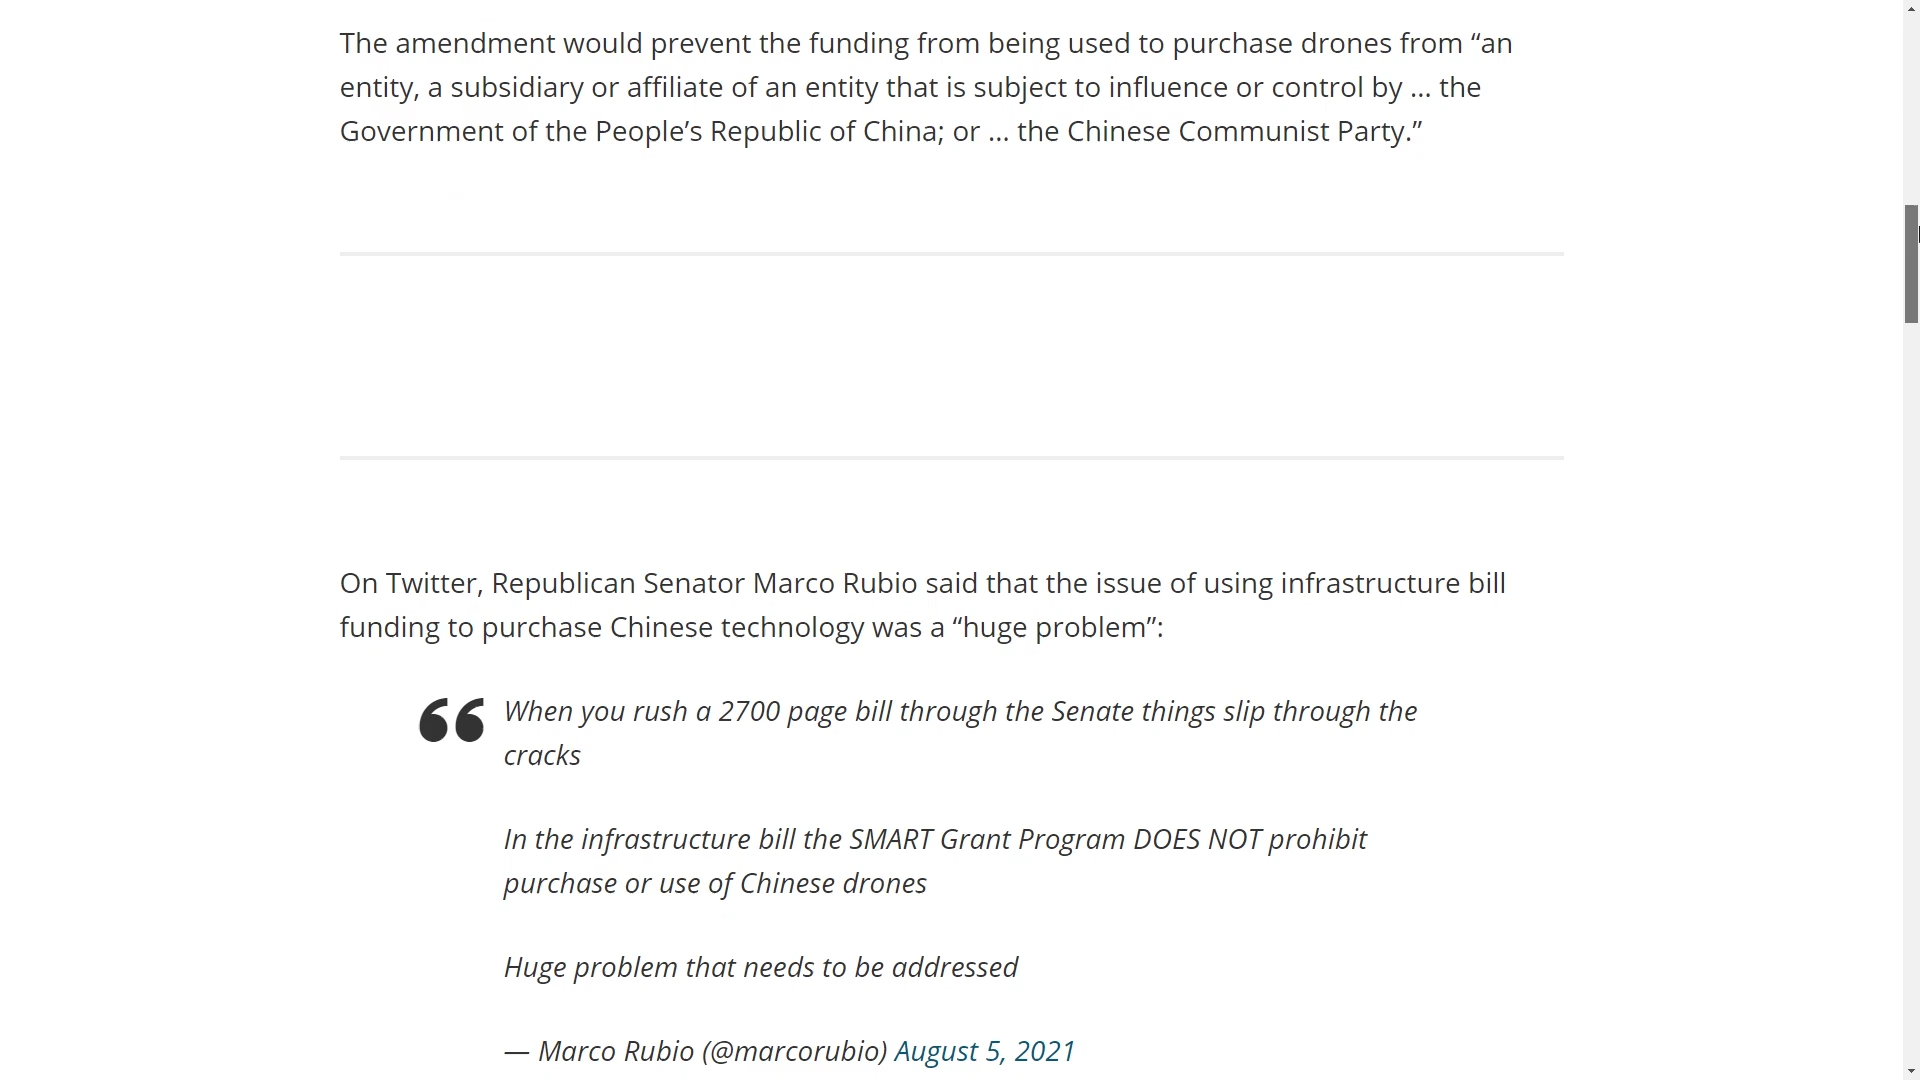 The amendment would prevent the funding from being used to purchase drones from “an
entity, a subsidiary or affiliate of an entity that is subject to influence or control by … the
Government of the People’s Republic of China; or … the Chinese Communist Party.”
On Twitter, Republican Senator Marco Rubio said that the issue of using infrastructure bill
funding to purchase Chinese technology was a “huge problem”:
When you rush a 2700 page bill through the Senate things slip through the
cracks
In the infrastructure bill the SMART Grant Program DOES NOT prohibit
purchase or use of Chinese drones
Huge problem that needs to be addressed
— Marco Rubio (@marcorubio) August 5, 2021